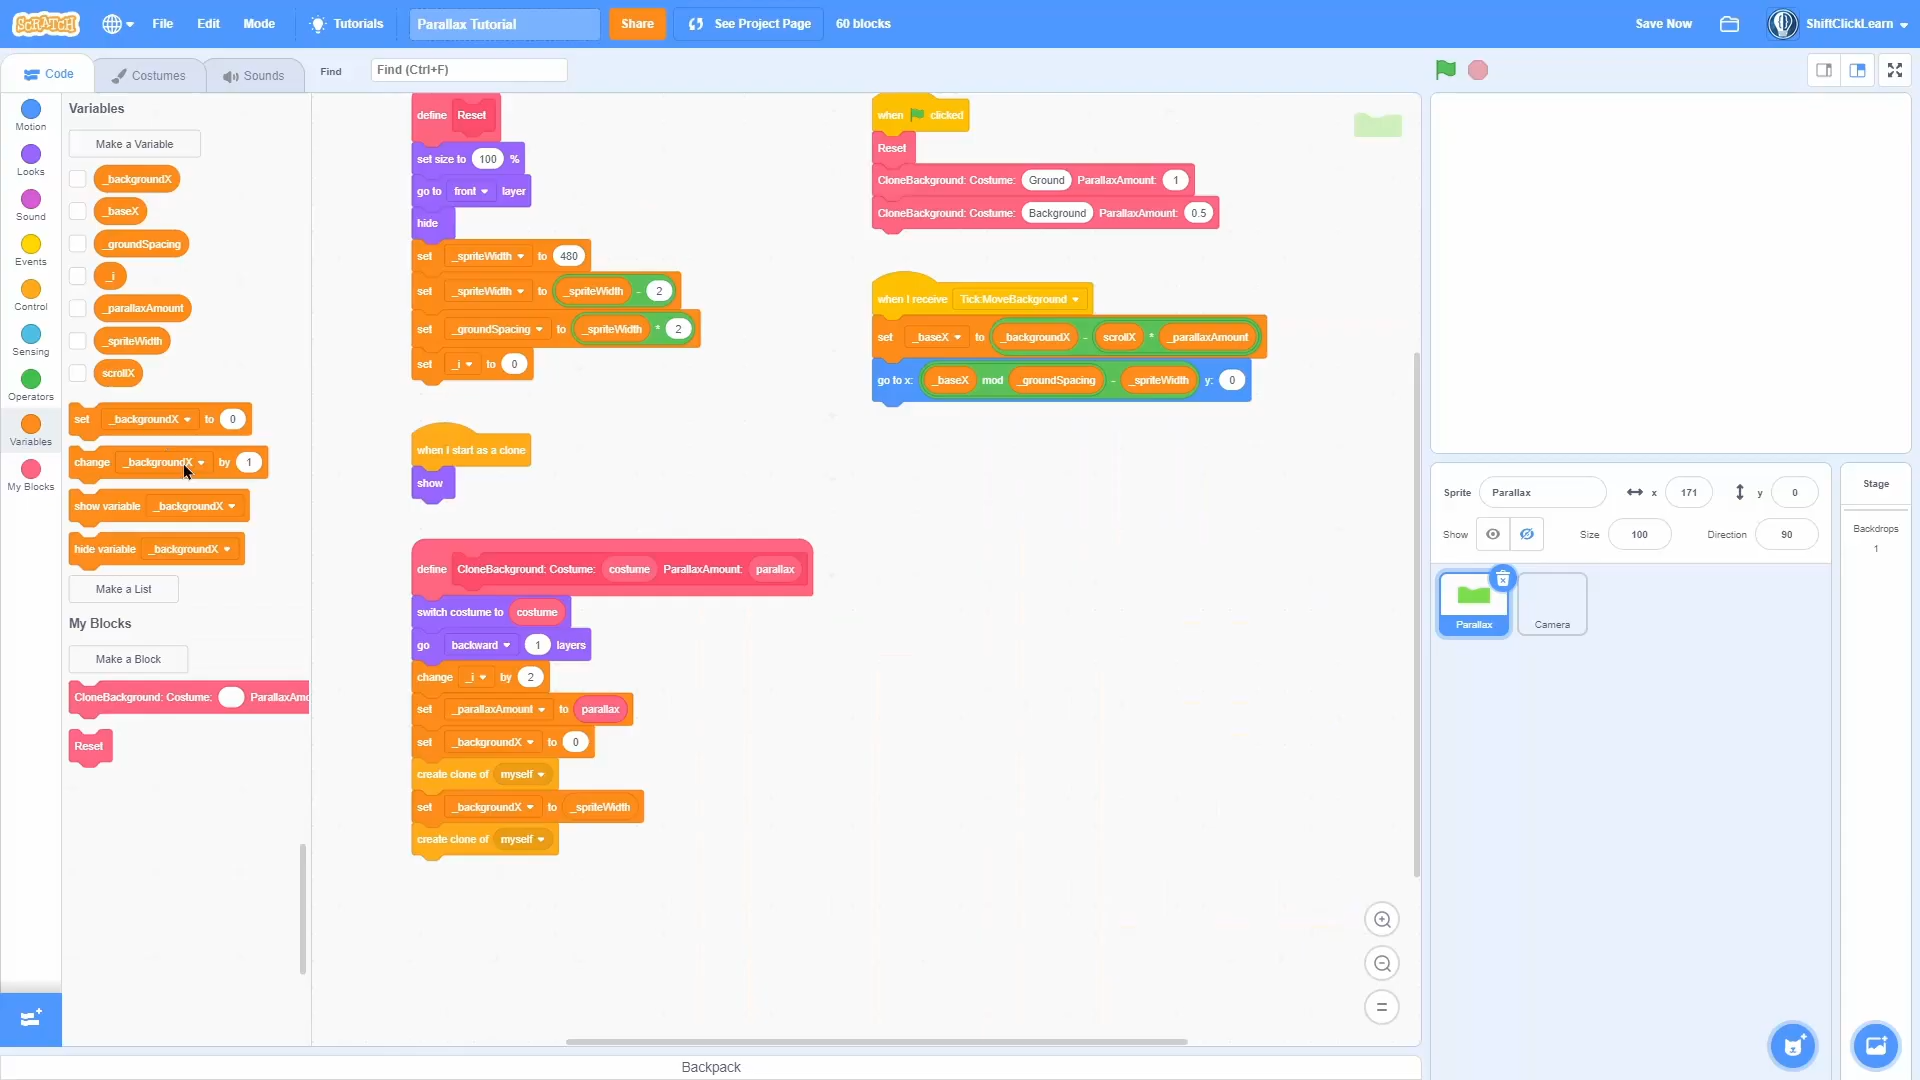 SCRATCH
File
Edit
Mode
Tutorials
Parallax Tutorial
Share
See Project Page
60 blocks
Save Now
ShiftClickLearn
Code
Costumes
Sounds
Find
Find (Ctrl+F)
Motion
Looks
Sound
Events
Control
Sensing
Operators
Variables
My Blocks
Variables
Make a Variable
_backgroundX
_baseX
_groundSpacing
_i
_parallaxAmount
_spriteWidth
scrollX
set _backgroundX to 0
change _backgroundX by 1
show variable _backgroundX
hide variable _backgroundX
Make a List
My Blocks
Make a Block
CloneBackground: Costume: ParallaxAmo
Reset
define Reset
set size to 100 %
go to front layer
hide
set _spriteWidth to 480
set _spriteWidth to _spriteWidth - 2
set _groundSpacing to _spriteWidth * 2
set _i to 0
when I start as a clone
show
define CloneBackground: Costume: costume ParallaxAmount: parallax
switch costume to costume
go backward 1 layers
change _i by 2
set _parallaxAmount to parallax
set _backgroundX to 0
create clone of myself
set _backgroundX to _spriteWidth
create clone of myself
when clicked
Reset
CloneBackground: Costume: Ground ParallaxAmount: 1
CloneBackground: Costume: Background ParallaxAmount: 0.5
when I receive Tick:MoveBackground
set _baseX to _backgroundX - scrollX * _parallaxAmount
go to x: _baseX mod _groundSpacing - _spriteWidth y: 0
Backpack
Sprite Parallax x 171 y 0
Show Size 100 Direction 90
Parallax
Camera
Stage
Backdrops
1